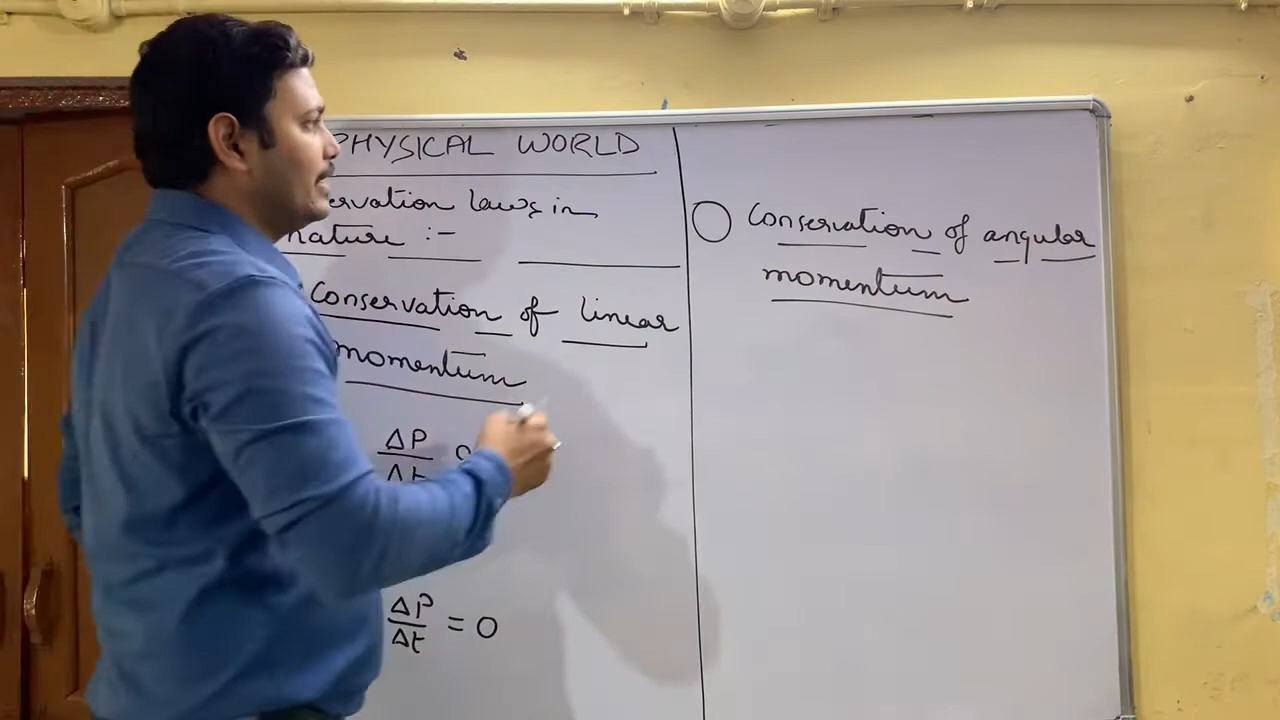 PHYSICAL WORLD
ervation laws in
nature :-
Conservation of linear
momentum
ΔP
Δt
ΔP
Δt = 0
Conservation of angular
momentum